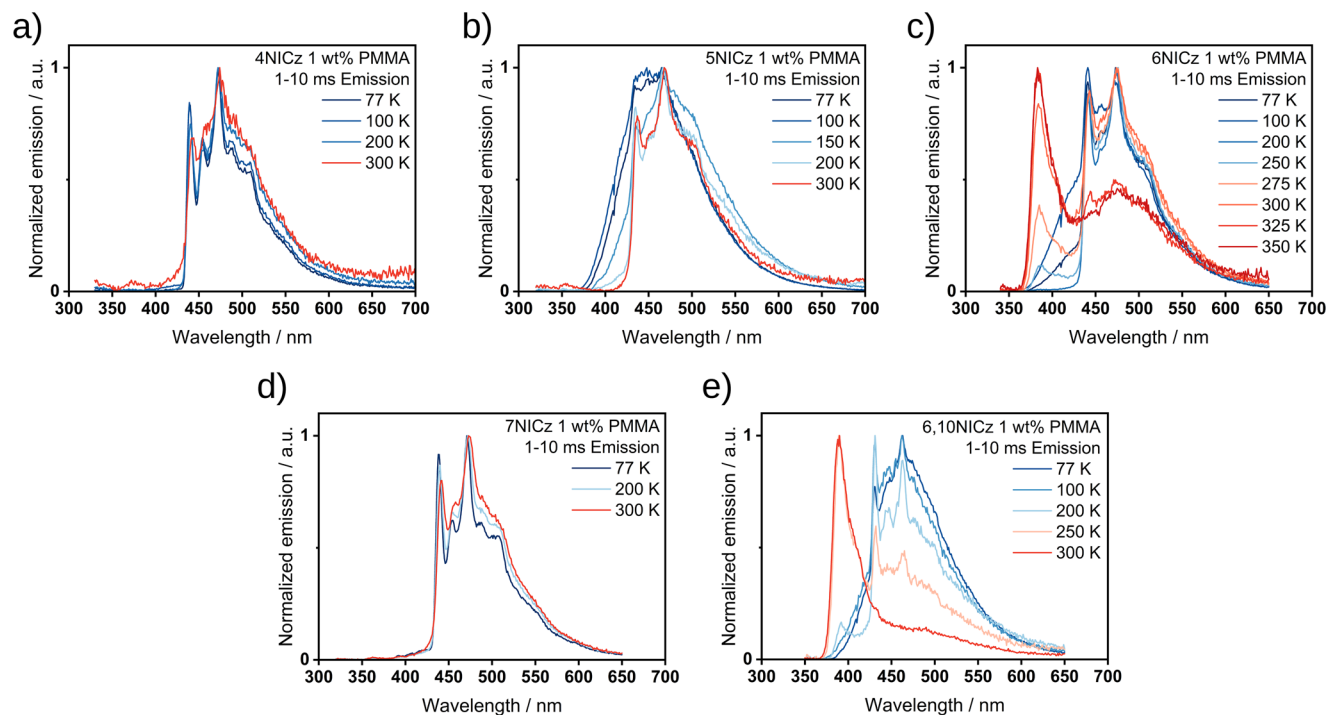 a)
4NICz 1 wt% PMMA
1-10 ms Emission
77 K
100 K
200 K
300 K
Normalized emission / a.u.
1
0
300 350 400 450 500 550 600 650 700
Wavelength / nm
b)
5NICz 1 wt% PMMA
1-10 ms Emission
77 K
100 K
150 K
200 K
300 K
Normalized emission / a.u.
1
0
300 350 400 450 500 550 600 650 700
Wavelength / nm
c)
6NICz 1 wt% PMMA
1-10 ms Emission
77 K
100 K
200 K
250 K
275 K
300 K
325 K
350 K
Normalized emission / a.u.
1
0
300 350 400 450 500 550 600 650 700
Wavelength / nm
d)
7NICz 1 wt% PMMA
1-10 ms Emission
77 K
200 K
300 K
Normalized emission / a.u.
1
0
300 350 400 450 500 550 600 650 700
Wavelength / nm
e)
6,10NICz 1 wt% PMMA
1-10 ms Emission
77 K
100 K
200 K
250 K
300 K
Normalized emission / a.u.
1
0
300 350 400 450 500 550 600 650 700
Wavelength / nm